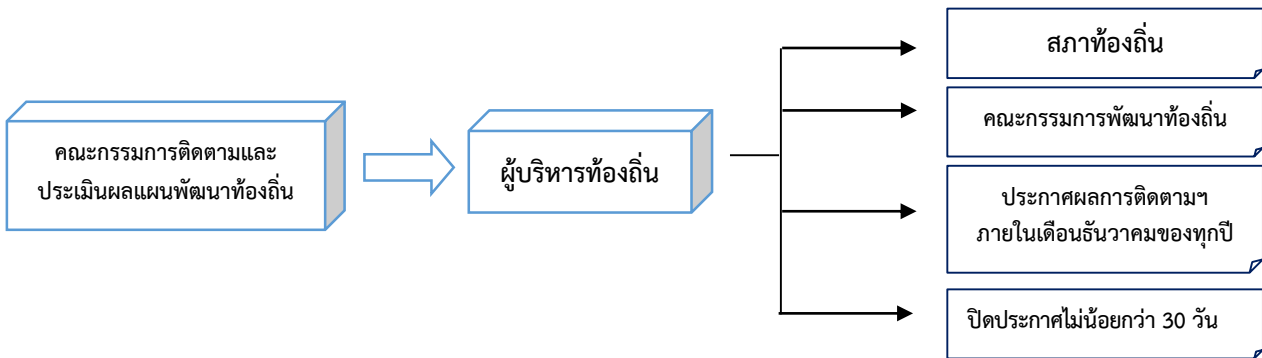 คณะกรรมการติดตามและ
ประเมินผลแผนพัฒนาท้องถิ่น
ผู้บริหารท้องถิ่น
สภาท้องถิ่น
คณะกรรมการพัฒนาท้องถิ่น
ประกาศผลการติดตามฯ
ภายในเดือนธันวาคมของทุกปี
ปิดประกาศไม่น้อยกว่า 30 วัน